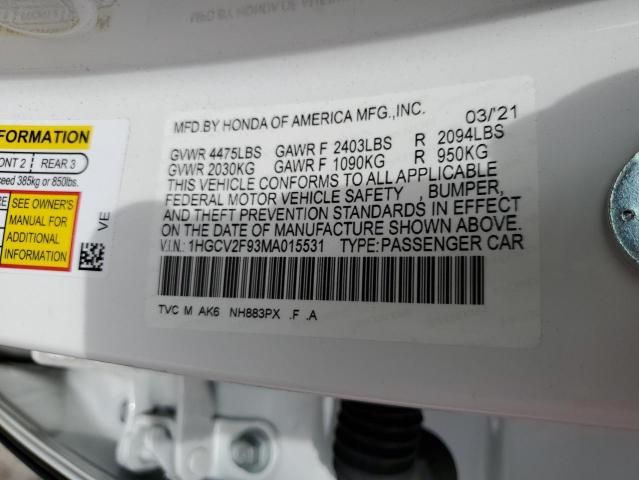 MFD.BY HONDA OF AMERICA MFG.,INC. 03/'21
GVWR 4475LBS GAWR F 2403LBS R 2094LBS
GVWR 2030KG GAWR F 1090KG R 950KG
THIS VEHICLE CONFORMS TO ALL APPLICABLE
FEDERAL MOTOR VEHICLE SAFETY , BUMPER,
AND THEFT PREVENTION STANDARDS IN EFFECT
ON THE DATE OF MANUFACTURE SHOWN ABOVE.
V.I.N.: 1HGCV2F93MA015531 TYPE:PASSENGER CAR
TVC M AK6 NH883PX .F .A
FORMATION
ONT 2 REAR 3
ceed 385kg or 850lbs.
SEE OWNER'S
MANUAL FOR
ADDITIONAL
INFORMATION
VE